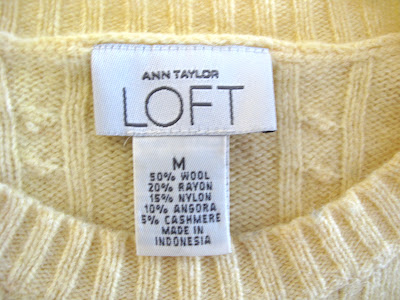 ANN TAYLOR
LOFT
M
50% WOOL
20% RAYON
15% NYLON
10% ANGORA
5% CASHMERE
MADE IN
INDONESIA